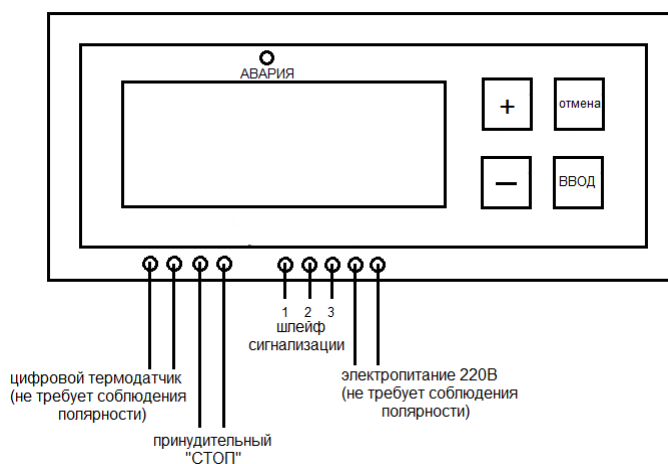 АВАРИЯ
+
отмена
—
ВВОД
1 2 3
шлейф
сигнализации
цифровой термодатчик
(не требует соблюдения
полярности)
электропитание 220В
(не требует соблюдения
полярности)
принудительный
"СТОП"